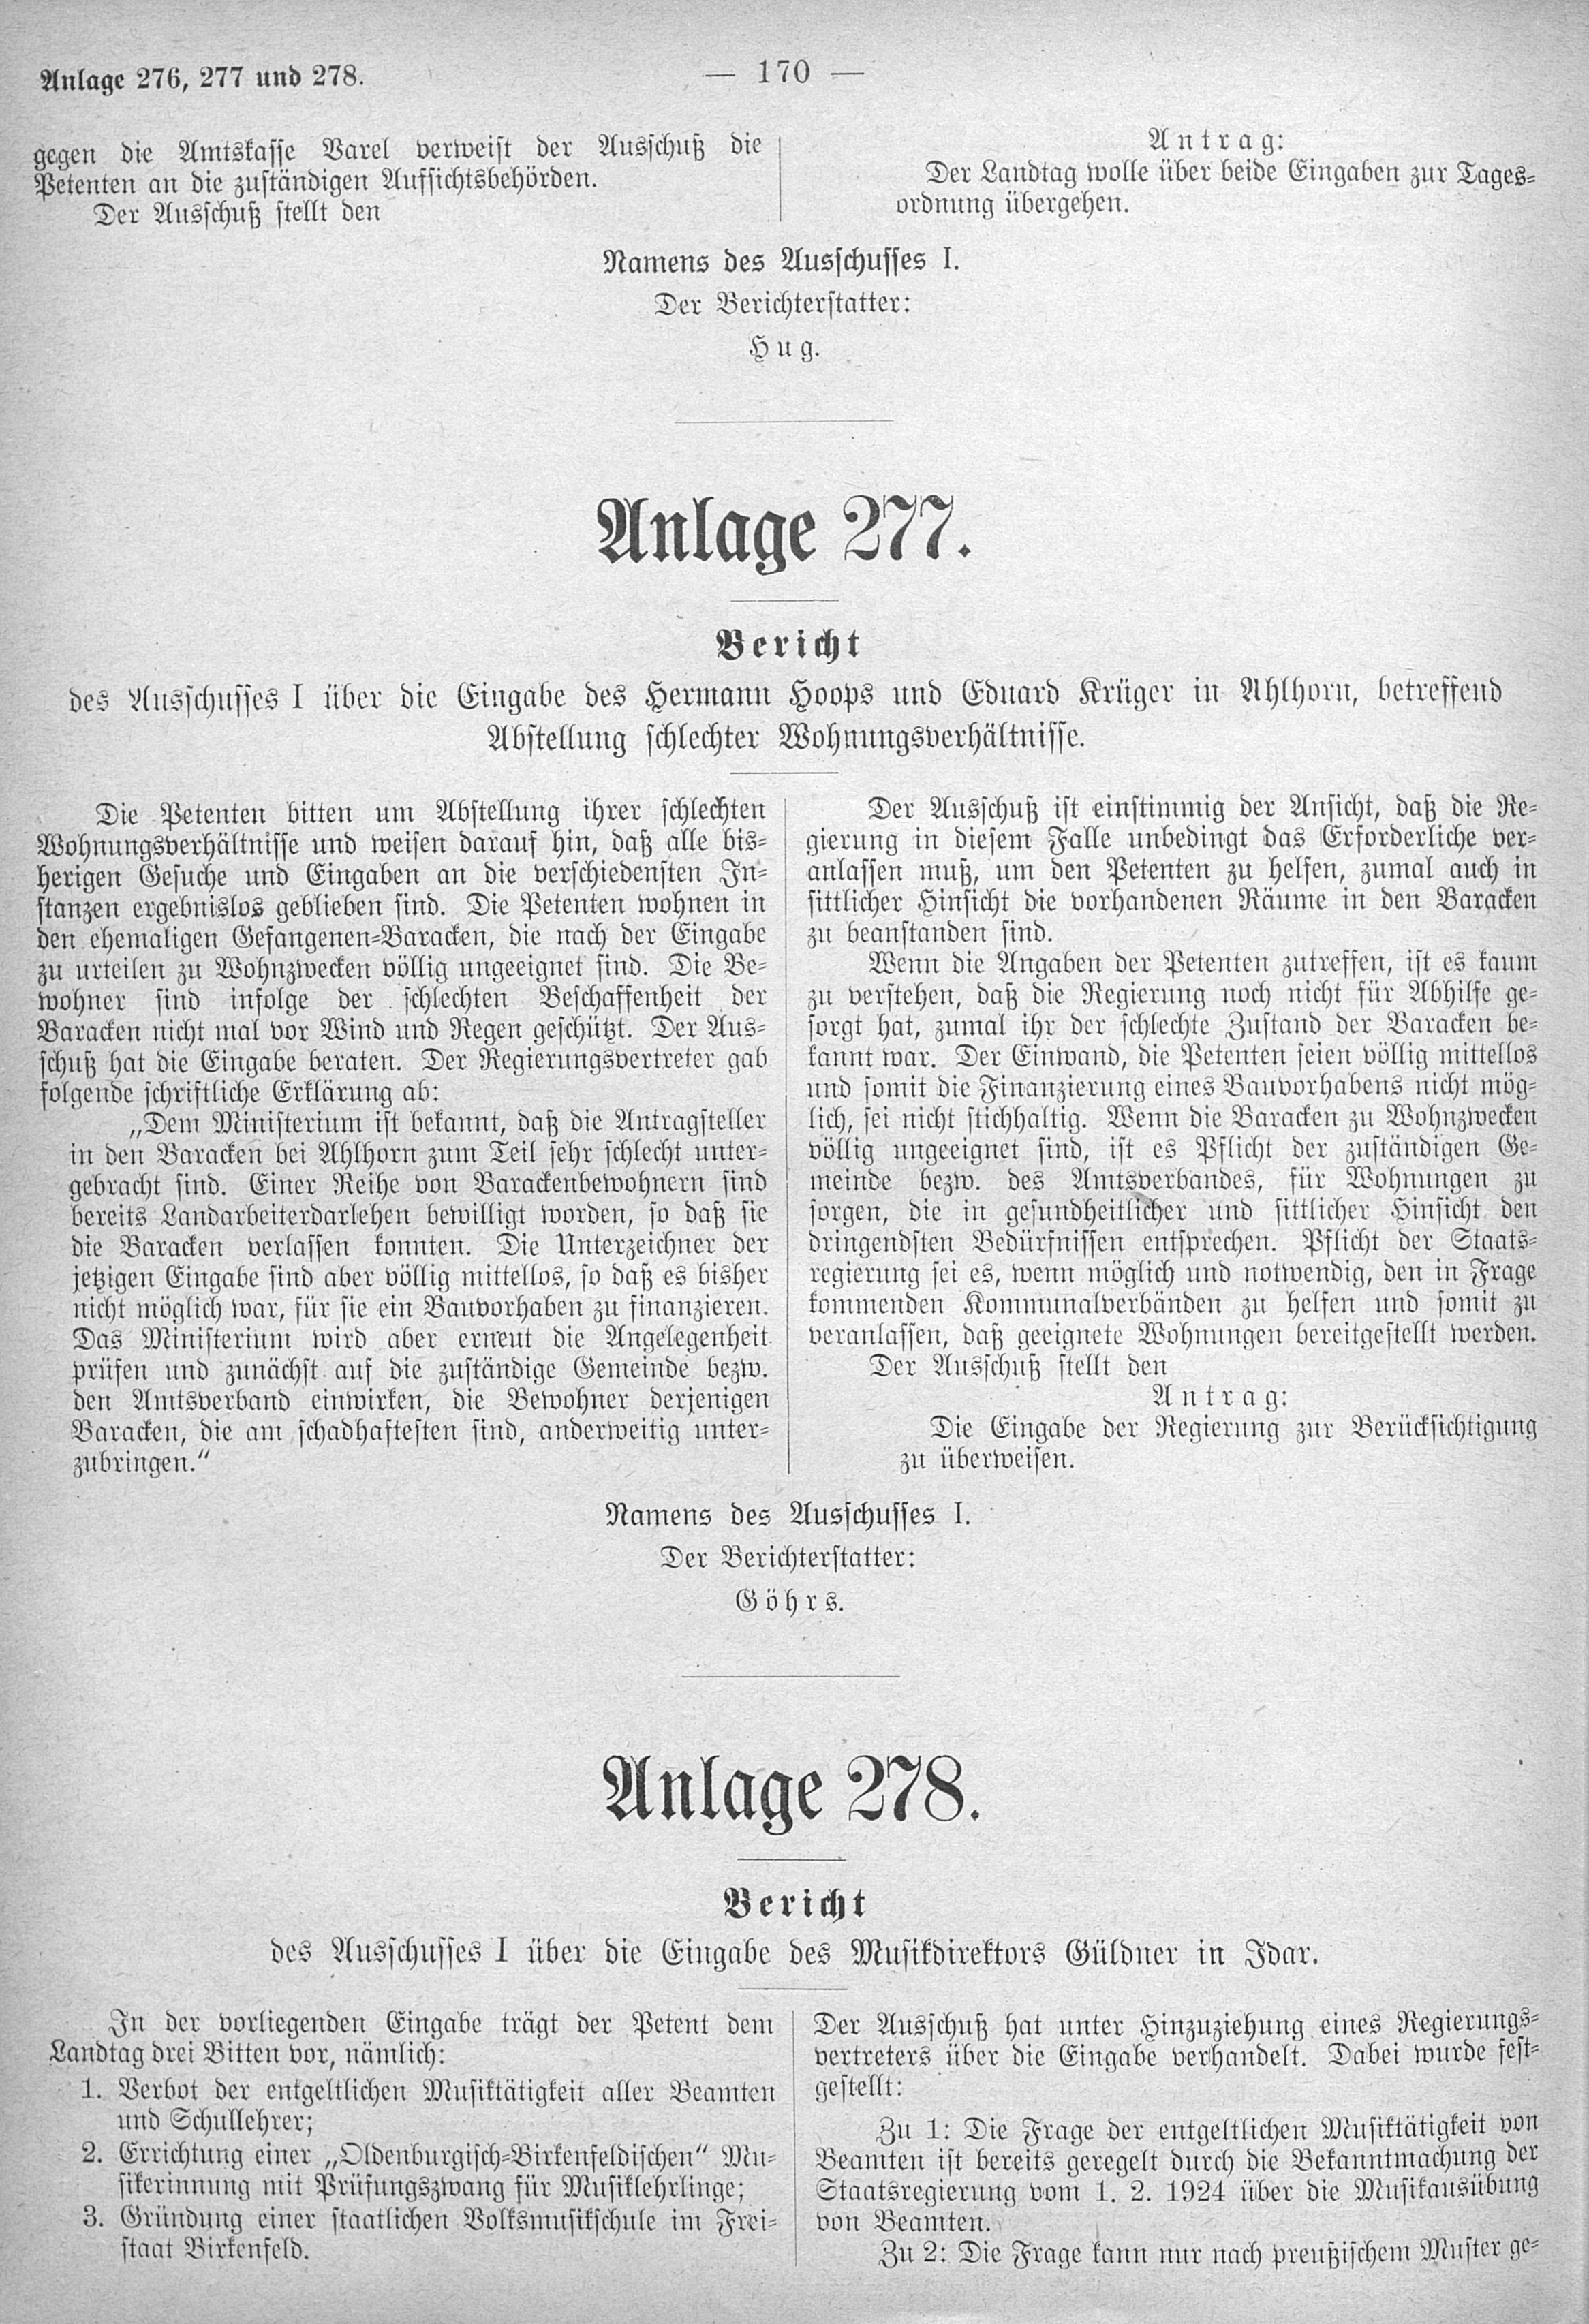 Anlage 276, 277 und 278.
— 170 —
gegen die Amtskasse Varel verweist der Ausschuß die
Petenten an die zuständigen Aufsichtsbehörden.
Der Ausschuß stellt den
Antrag:
Der Landtag wolle über beide Eingaben zur Tages-
ordnung übergehen.
Namens des Ausschusses I.
Der Berichterstatter:
Hug.
Anlage 277.
Bericht
des Ausschusses I über die Eingabe des Hermann Hoops und Eduard Krüger in Ahlhorn, betreffend
Abstellung schlechter Wohnungsverhältnisse.
Die Petenten bitten um Abstellung ihrer schlechten
Wohnungsverhältnisse und weisen darauf hin, daß alle bis-
herigen Gesuche und Eingaben an die verschiedensten In-
stanzen ergebnislos geblieben sind. Die Petenten wohnen in
den ehemaligen Gefangenen-Baracken, die nach der Eingabe
zu urteilen zu Wohnzwecken völlig ungeeignet sind. Die Be-
wohner sind infolge der schlechten Beschaffenheit der
Baracken nicht mal vor Wind und Regen geschützt. Der Aus-
schuß hat die Eingabe beraten. Der Regierungsvertreter gab
folgende schriftliche Erklärung ab:
„Dem Ministerium ist bekannt, daß die Antragsteller
in den Baracken bei Ahlhorn zum Teil sehr schlecht unter-
gebracht sind. Einer Reihe von Barackenbewohnern sind
bereits Landarbeiterdarlehen bewilligt worden, so daß sie
die Baracken verlassen konnten. Die Unterzeichner der
jetzigen Eingabe sind aber völlig mittellos, so daß es bisher
nicht möglich war, für sie ein Bauvorhaben zu finanzieren.
Das Ministerium wird aber erneut die Angelegenheit
prüfen und zunächst auf die zuständige Gemeinde bezw.
den Amtsverband einwirken, die Bewohner derjenigen
Baracken, die am schadhaftesten sind, anderweitig unter-
zubringen.“
Der Ausschuß ist einstimmig der Ansicht, daß die Re-
gierung in diesem Falle unbedingt das Erforderliche ver-
anlassen muß, um den Petenten zu helfen, zumal auch in
sittlicher Hinsicht die vorhandenen Räume in den Baracken
zu beanstanden sind.
Wenn die Angaben der Petenten zutreffen, ist es kaum
zu verstehen, daß die Regierung noch nicht für Abhilfe ge-
sorgt hat, zumal ihr der schlechte Zustand der Baracken be-
kannt war. Der Einwand, die Petenten seien völlig mittellos
und somit die Finanzierung eines Bauvorhabens nicht mög-
lich, sei nicht stichhaltig. Wenn die Baracken zu Wohnzwecken
völlig ungeeignet sind, ist es Pflicht der zuständigen Ge-
meinde bezw. des Amtsverbandes, für Wohnungen zu
sorgen, die in gesundheitlicher und sittlicher Hinsicht den
dringendsten Bedürfnissen entsprechen. Pflicht der Staats-
regierung sei es, wenn möglich und notwendig, den in Frage
kommenden Kommunalverbänden zu helfen und somit zu
veranlassen, daß geeignete Wohnungen bereitgestellt werden.
Der Ausschuß stellt den
Antrag:
Die Eingabe der Regierung zur Berücksichtigung
zu überweisen.
Namens des Ausschusses I.
Der Berichterstatter:
Göhrs.
Anlage 278.
Bericht
des Ausschusses I über die Eingabe des Musikdirektors Güldner in Idar.
In der vorliegenden Eingabe trägt der Petent dem
Landtag drei Bitten vor, nämlich:
1. Verbot der entgeltlichen Musiktätigkeit aller Beamten
und Schullehrer;
2. Errichtung einer „Oldenburgisch-Birkenfeldischen“ Mu-
sikerinnung mit Prüfungszwang für Musiklehrlinge;
3. Gründung einer staatlichen Volksmusikschule im Frei-
staat Birkenfeld.
Der Ausschuß hat unter Hinzuziehung eines Regierungs-
vertreters über die Eingabe verhandelt. Dabei wurde fest-
gestellt:
Zu 1: Die Frage der entgeltlichen Musiktätigkeit von
Beamten ist bereits geregelt durch die Bekanntmachung der
Staatsregierung vom 1. 2. 1924 über die Musikausübung
von Beamten.
Zu 2: Die Frage kann nur nach preußischem Muster ge-